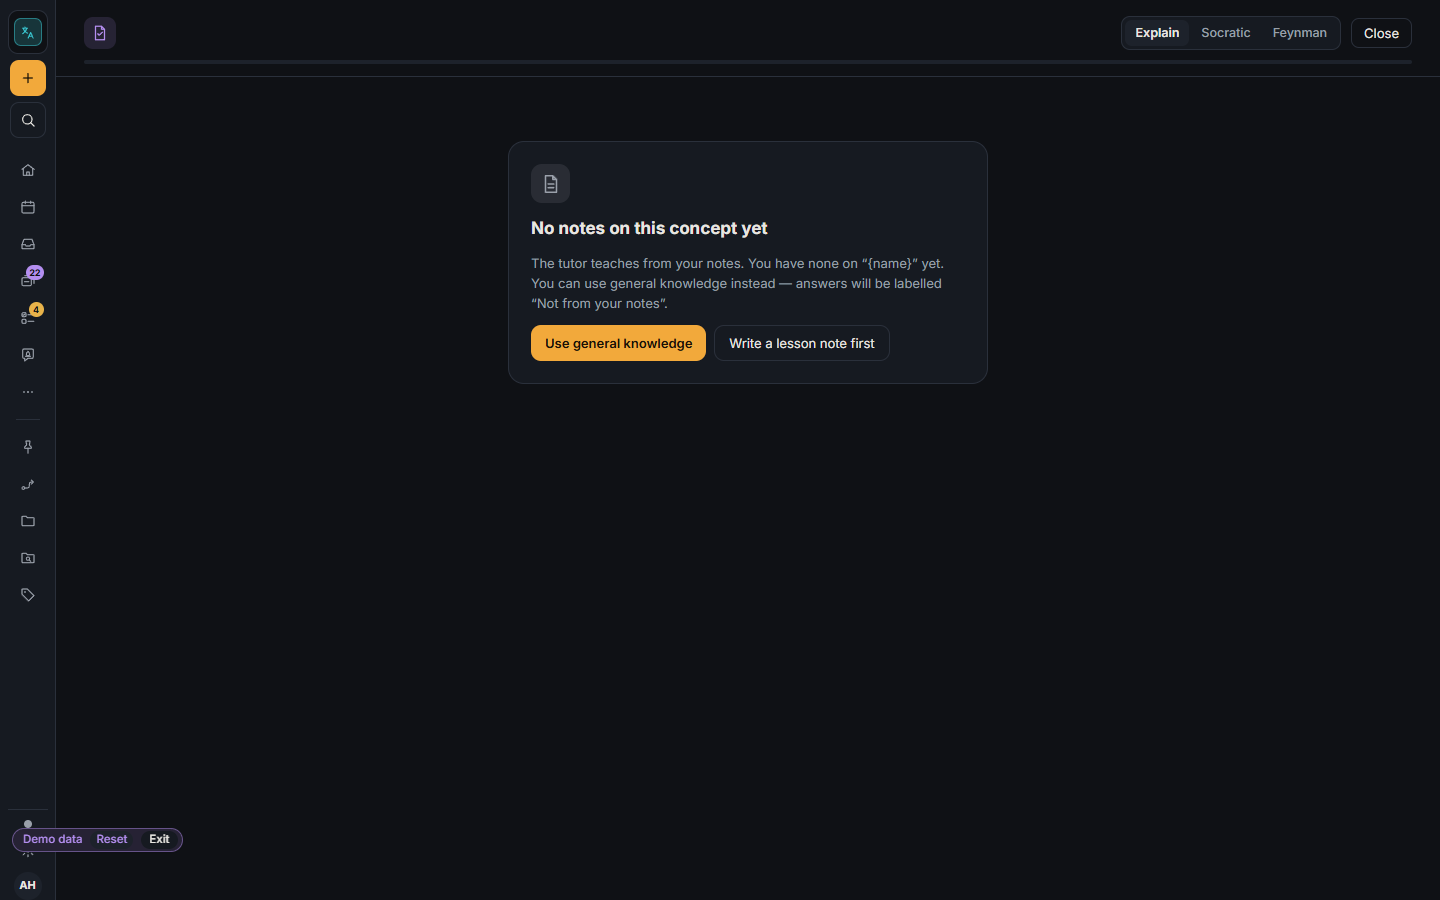 Explain
Socratic
Feynman
Close
22
4
No notes on this concept yet
The tutor teaches from your notes. You have none on “{name}” yet.
You can use general knowledge instead — answers will be labelled
“Not from your notes”.
Use general knowledge
Write a lesson note first
Demo data
Reset
Exit
AH